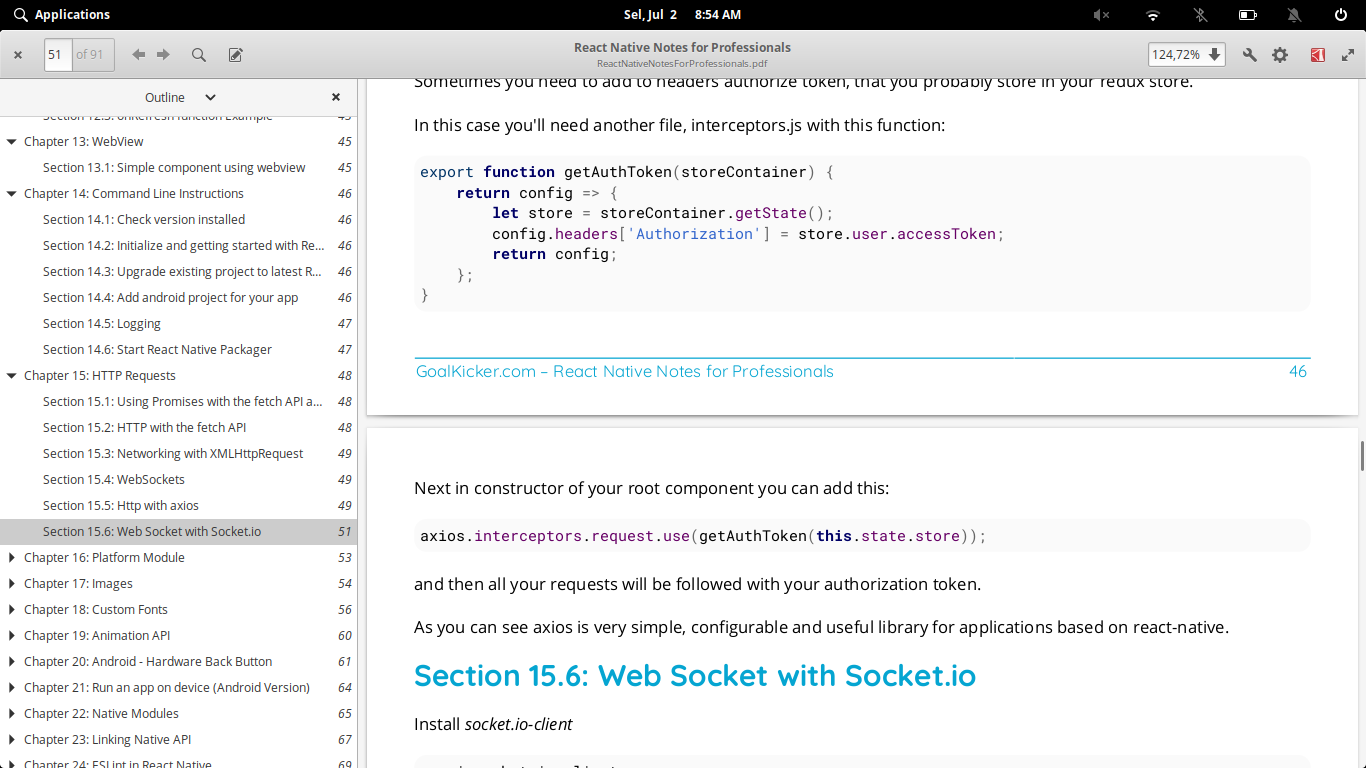 Applications
Sel, Jul 2 8:54 AM
51 of 91
React Native Notes for Professionals
ReactNativeNotesForProfessionals.pdf
124,72%
Outline
Section 12.3: onRefresh function Example 43
Chapter 13: WebView 45
Section 13.1: Simple component using webview 45
Chapter 14: Command Line Instructions 46
Section 14.1: Check version installed 46
Section 14.2: Initialize and getting started with Re... 46
Section 14.3: Upgrade existing project to latest R... 46
Section 14.4: Add android project for your app 46
Section 14.5: Logging 47
Section 14.6: Start React Native Packager 47
Chapter 15: HTTP Requests 48
Section 15.1: Using Promises with the fetch API a... 48
Section 15.2: HTTP with the fetch API 48
Section 15.3: Networking with XMLHttpRequest 49
Section 15.4: WebSockets 49
Section 15.5: Http with axios 49
Section 15.6: Web Socket with Socket.io 51
Chapter 16: Platform Module 53
Chapter 17: Images 54
Chapter 18: Custom Fonts 56
Chapter 19: Animation API 60
Chapter 20: Android - Hardware Back Button 61
Chapter 21: Run an app on device (Android Version) 64
Chapter 22: Native Modules 65
Chapter 23: Linking Native API 67
Chapter 24: ESLint in React Native 69
Sometimes you need to add to headers authorize token, that you probably store in your redux store.
In this case you'll need another file, interceptors.js with this function:
export function getAuthToken(storeContainer) {
    return config => {
        let store = storeContainer.getState();
        config.headers['Authorization'] = store.user.accessToken;
        return config;
    };
}
GoalKicker.com – React Native Notes for Professionals 46
Next in constructor of your root component you can add this:
axios.interceptors.request.use(getAuthToken(this.state.store));
and then all your requests will be followed with your authorization token.
As you can see axios is very simple, configurable and useful library for applications based on react-native.
Section 15.6: Web Socket with Socket.io
Install socket.io-client